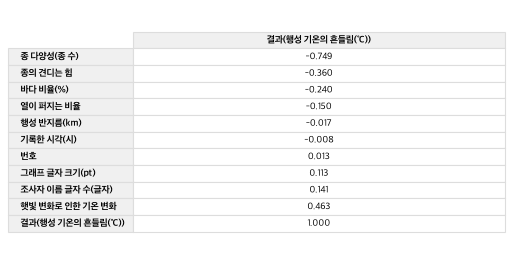 결과(행성 기온의 흔들림(℃))
종 다양성(종 수) -0.749
종의 견디는 힘 -0.360
바다 비율(%) -0.240
열이 퍼지는 비율 -0.150
행성 반지름(km) -0.017
기록한 시각(시) -0.008
번호 0.013
그래프 글자 크기(pt) 0.113
조사자 이름 글자 수(글자) 0.141
햇빛 변화로 인한 기온 변화 0.463
결과(행성 기온의 흔들림(℃)) 1.000